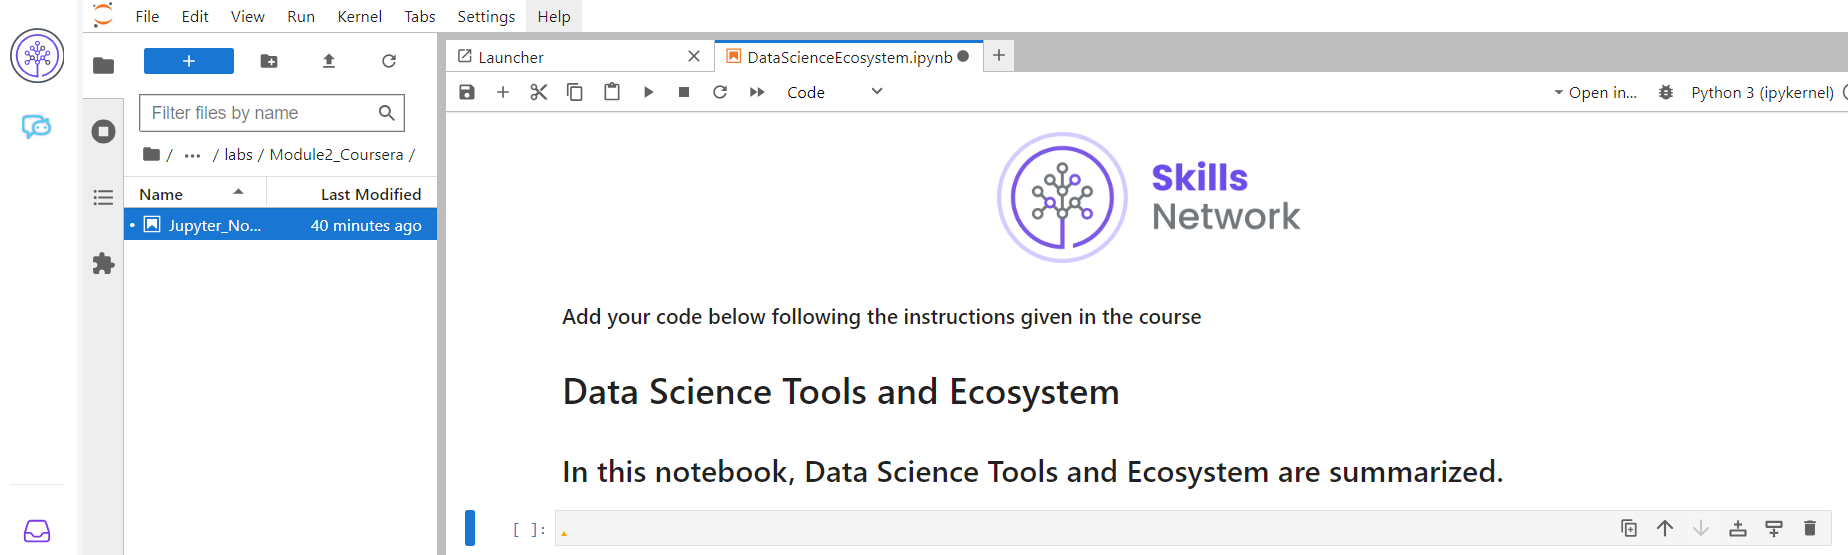 File Edit View Run Kernel Tabs Settings Help
Launcher
DataScienceEcosystem.ipynb
Filter files by name
Code
Open in...
Python 3 (ipykernel)
/ ... / labs / Module2_Coursera /
Name Last Modified
Jupyter_No... 40 minutes ago
Skills
Network
Add your code below following the instructions given in the course
Data Science Tools and Ecosystem
In this notebook, Data Science Tools and Ecosystem are summarized.
[ ]: